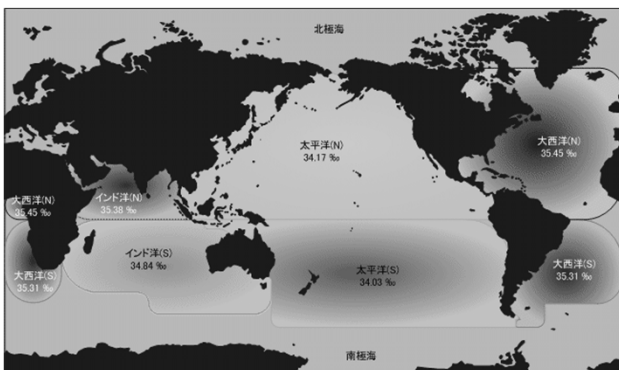 北極海
太平洋(N)
34.17 ‰
大西洋(N)
35.45 ‰
大西洋(N)
35.45 ‰
インド洋(N)
35.38 ‰
インド洋(S)
34.84 ‰
太平洋(S)
34.03 ‰
大西洋(S)
35.31 ‰
大西洋(S)
35.31 ‰
南極海